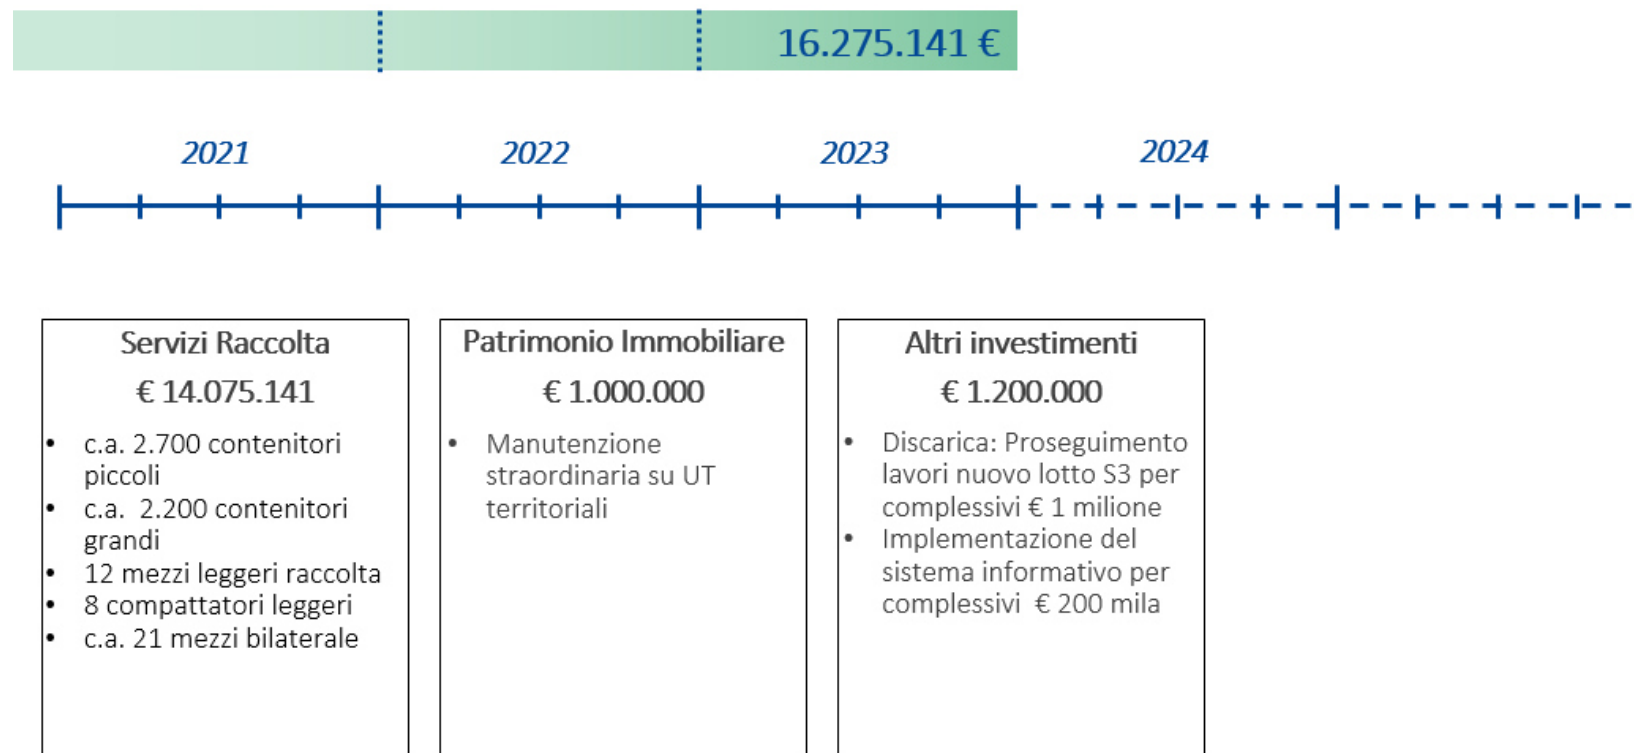 16.275.141 €
2021
2022
2023
2024
Servizi Raccolta
€ 14.075.141
• c.a. 2.700 contenitori
piccoli
• c.a. 2.200 contenitori
grandi
• 12 mezzi leggeri raccolta
• 8 compattatori leggeri
• c.a. 21 mezzi bilaterale
Patrimonio Immobiliare
€ 1.000.000
• Manutenzione
straordinaria su UT
territoriali
Altri investimenti
€ 1.200.000
• Discarica: Proseguimento
lavori nuovo lotto S3 per
complessivi € 1 milione
• Implementazione del
sistema informativo per
complessivi € 200 mila